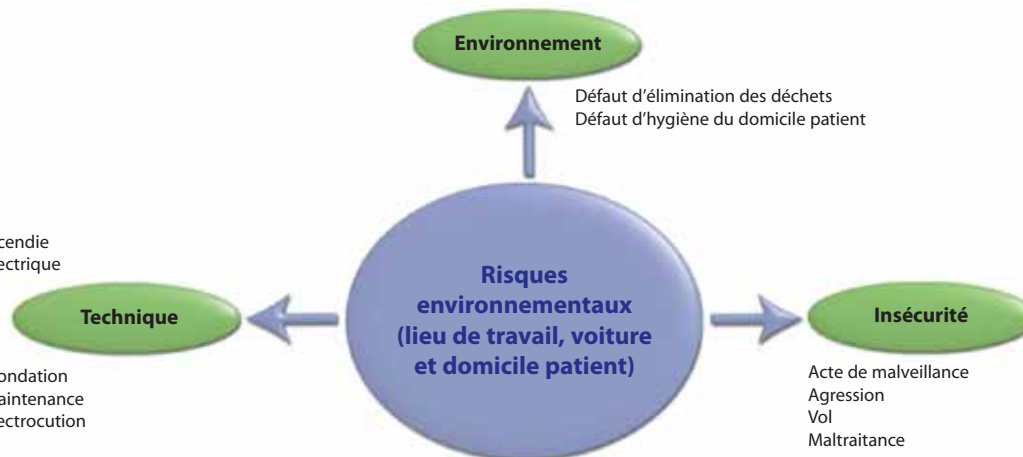 Environnement
Défaut d'élimination des déchets
Défaut d'hygiène du domicile patient
cendie
ectrique
Technique
ondation
aintenance
ectrocution
Risques
environnementaux
(lieu de travail, voiture
et domicile patient)
Insécurité
Acte de malveillance
Agression
Vol
Maltraitance